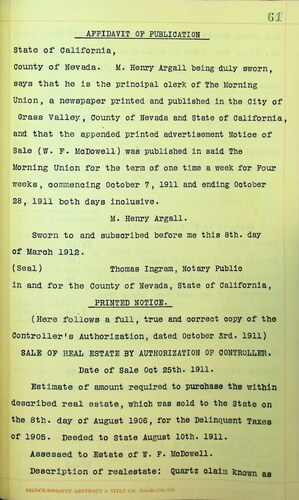 61
AFFIDAVIT OF PUBLICATION
State of California,
County of Nevada. M. Henry Argall being duly sworn,
says that he is the principal clerk of The Morning
Union, a newspaper printed and published in the City of
Grass Valley, County of Nevada and State of California,
and that the appended printed advertisement Notice of
Sale (W. F. McDowell) was published in said The
Morning Union for the term of one time a week for Four
weeks, commencing October 7, 1911 and ending October
28, 1911 both days inclusive.
M. Henry Argall.
Sworn to and subscribed before me this 8th. day
of March 1912.
(Seal) Thomas Ingram, Notary Public
in and for the County of Nevada, State of California,
PRINTED NOTICE.
(Here follows a full, true and correct copy of the
Controller's Authorization, dated October 3rd. 1911)
SALE OF REAL ESTATE BY AUTHORIZATION OF CONTROLLER.
Date of Sale Oct 25th. 1911.
Estimate of amount required to purchase the within
described real estate, which was sold to the State on
the 8th. day of August 1906, for the Delinquent Taxes
of 1905. Deeded to State August 10th. 1911.
Assessed to Estate of W. F. McDowell.
Description of realestate: Quartz claim known as
ABSTRACT & TITLE CO.